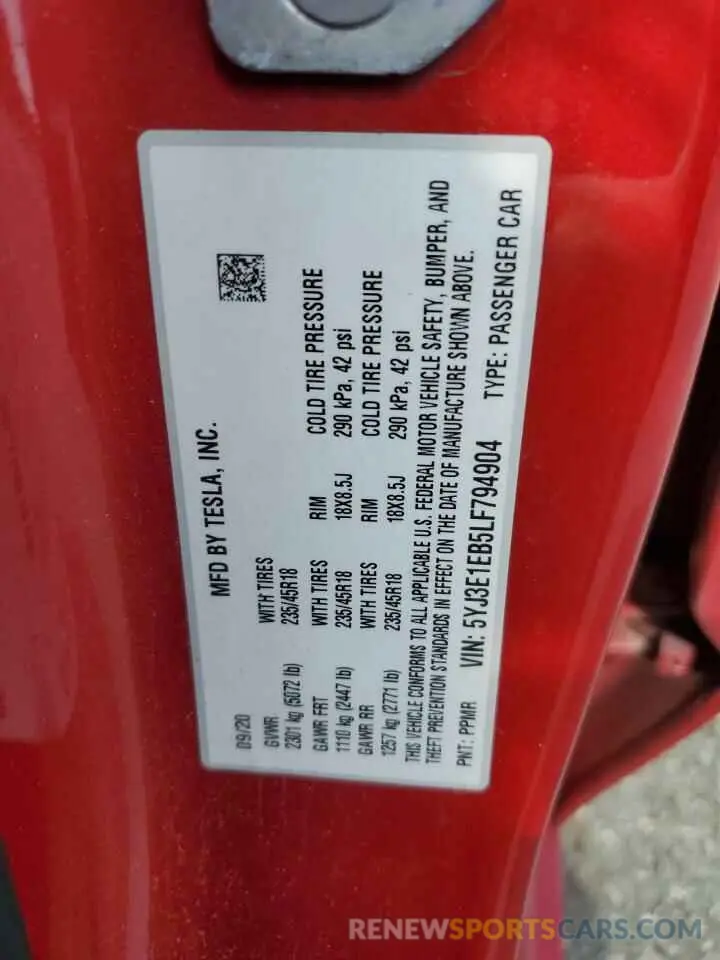 MFD BY TESLA, INC.
09/20
GVWR WITH TIRES
2301 kg (5072 lb) 235/45R18
GAWR FRT WITH TIRES RIM COLD TIRE PRESSURE
1110 kg (2447 lb) 235/45R18 18X8.5J 290 kPa, 42 psi
GAWR RR WITH TIRES RIM COLD TIRE PRESSURE
1257 kg (2771 lb) 235/45R18 18X8.5J 290 kPa, 42 psi
THIS VEHICLE CONFORMS TO ALL APPLICABLE U.S. FEDERAL MOTOR VEHICLE SAFETY, BUMPER, AND
THEFT PREVENTION STANDARDS IN EFFECT ON THE DATE OF MANUFACTURE SHOWN ABOVE.
PNT: PPMR VIN: 5YJ3E1EB5LF794904 TYPE: PASSENGER CAR
RENEWSPORTSCARS.COM